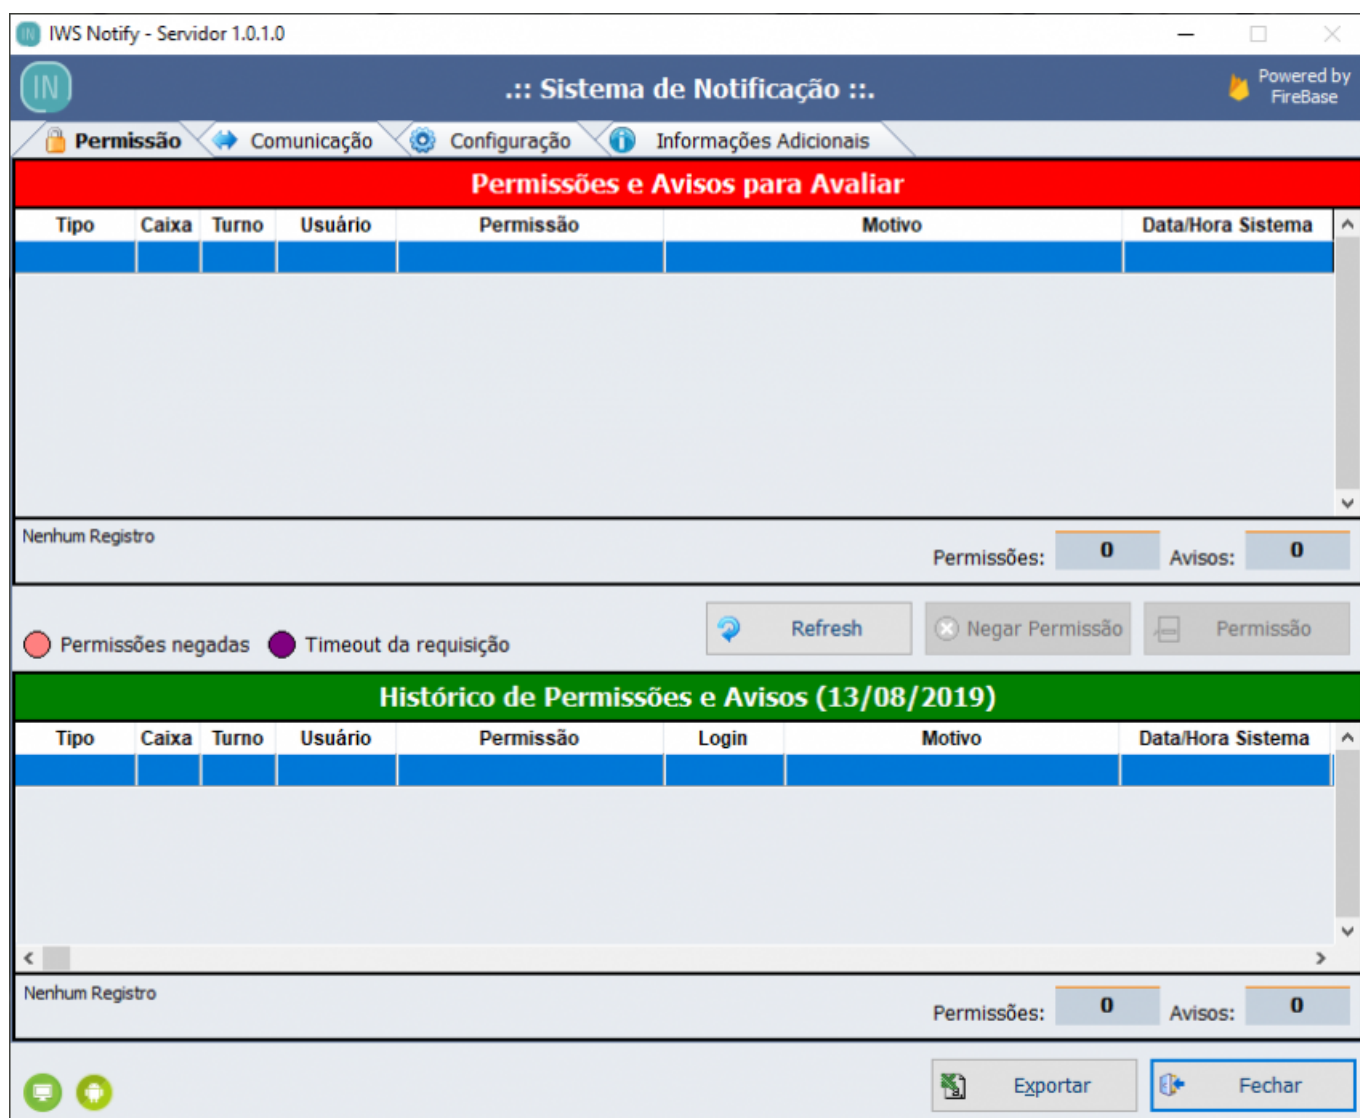 IWS Notify - Servidor 1.0.1.0
IN
.:: Sistema de Notificação ::.
Powered by
FireBase
Permissão Comunicação Configuração Informações Adicionais
Permissões e Avisos para Avaliar
Tipo Caixa Turno Usuário Permissão Motivo Data/Hora Sistema
Nenhum Registro
Permissões: 0 Avisos: 0
Permissões negadas Timeout da requisição Refresh Negar Permissão Permissão
Histórico de Permissões e Avisos (13/08/2019)
Tipo Caixa Turno Usuário Permissão Login Motivo Data/Hora Sistema
Nenhum Registro
Permissões: 0 Avisos: 0
Exportar Fechar